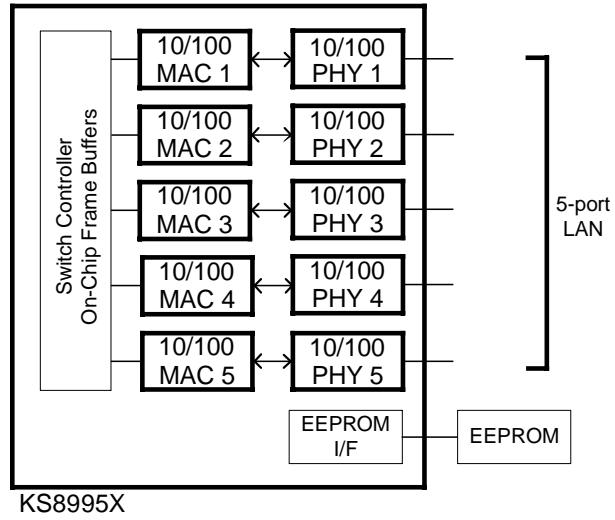 10/100
MAC 1
10/100
PHY 1
10/100
MAC 2
10/100
PHY 2
10/100
MAC 3
10/100
PHY 3
10/100
MAC 4
10/100
PHY 4
10/100
MAC 5
10/100
PHY 5
Switch Controller
On-Chip Frame Buffers
5-port
LAN
EEPROM
I/F
EEPROM
KS8995X